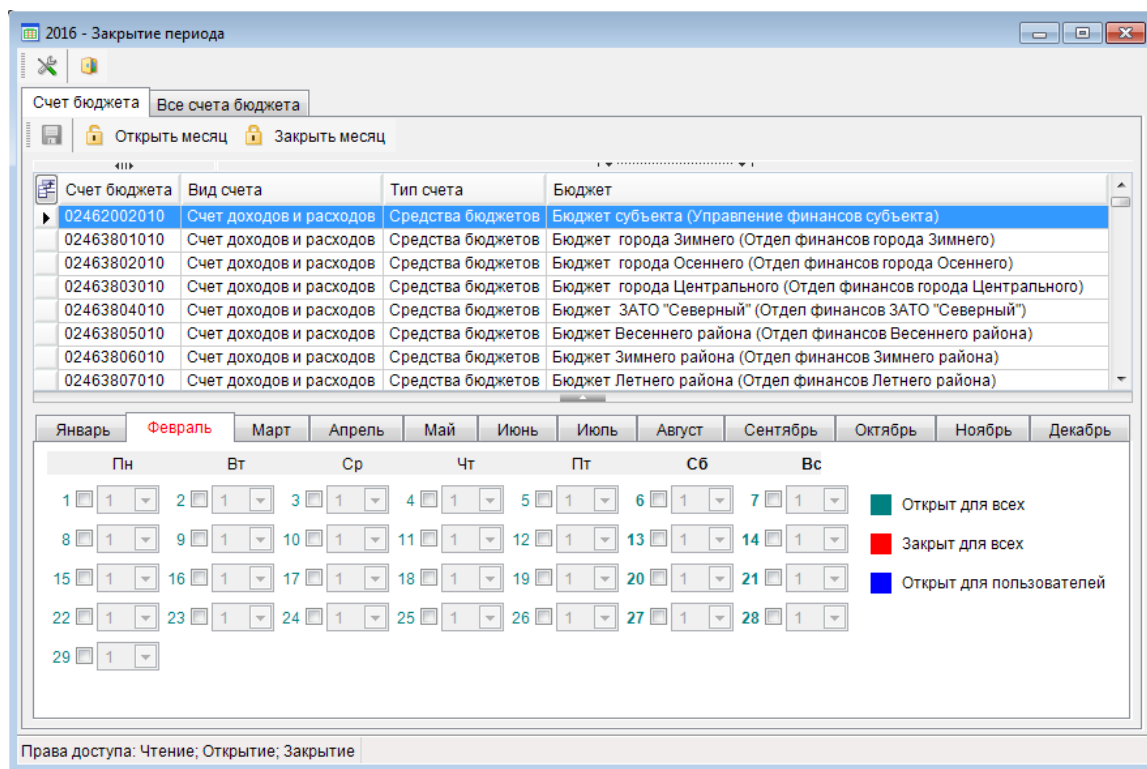 2016 - Закрытие периода
Счет бюджета Все счета бюджета
Открыть месяц Закрыть месяц
Счет бюджета Вид счета Тип счета Бюджет
02462002010 Счет доходов и расходов Средства бюджетов Бюджет субъекта (Управление финансов субъекта)
02463801010 Счет доходов и расходов Средства бюджетов Бюджет города Зимнего (Отдел финансов города Зимнего)
02463802010 Счет доходов и расходов Средства бюджетов Бюджет города Осеннего (Отдел финансов города Осеннего)
02463803010 Счет доходов и расходов Средства бюджетов Бюджет города Центрального (Отдел финансов города Центрального)
02463804010 Счет доходов и расходов Средства бюджетов Бюджет ЗАТО "Северный" (Отдел финансов ЗАТО "Северный")
02463805010 Счет доходов и расходов Средства бюджетов Бюджет Весеннего района (Отдел финансов Весеннего района)
02463806010 Счет доходов и расходов Средства бюджетов Бюджет Зимнего района (Отдел финансов Зимнего района)
02463807010 Счет доходов и расходов Средства бюджетов Бюджет Летнего района (Отдел финансов Летнего района)
Январь Февраль Март Апрель Май Июнь Июль Август Сентябрь Октябрь Ноябрь Декабрь
Пн Вт Ср Чт Пт Сб Вс
1 1 2 1 3 1 4 1 5 1 6 1 7 1 Открыт для всех
8 1 9 1 10 1 11 1 12 1 13 1 14 1 Закрыт для всех
15 1 16 1 17 1 18 1 19 1 20 1 21 1 Открыт для пользователей
22 1 23 1 24 1 25 1 26 1 27 1 28 1
29 1
Права доступа: Чтение; Открытие; Закрытие